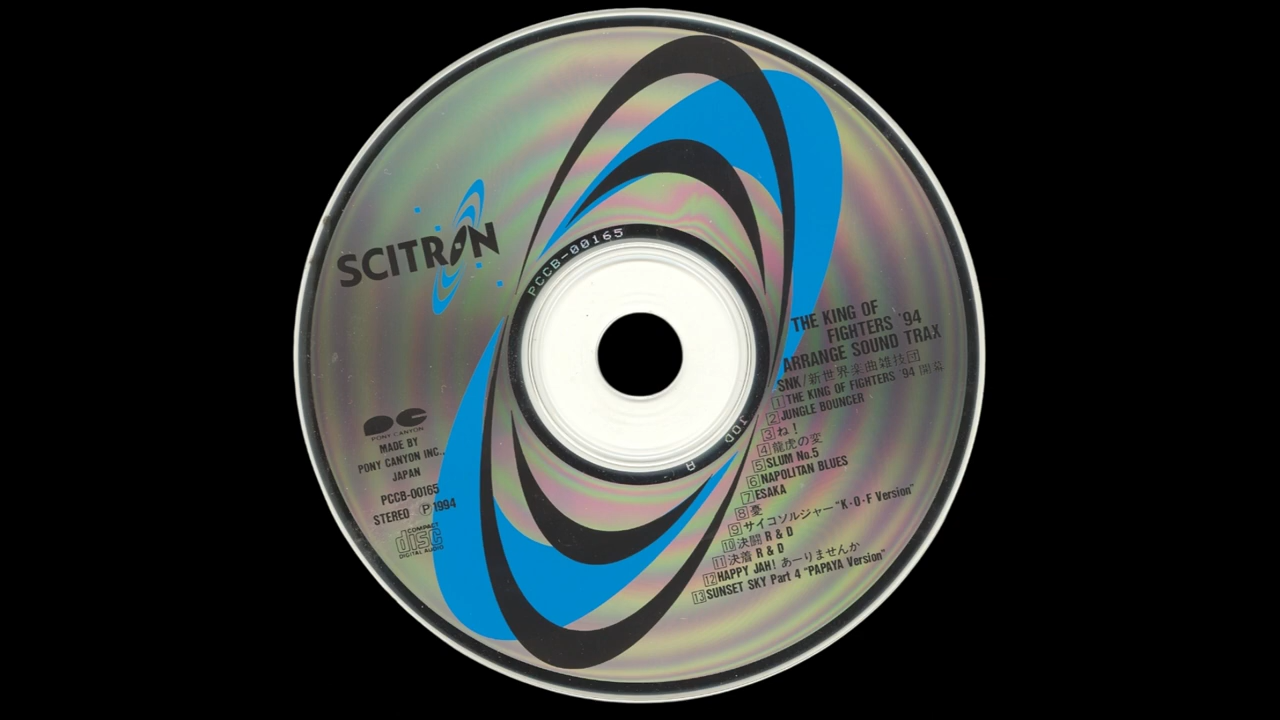 SCITRON
PCCB-00165
THE KING OF
FIGHTERS '94
ARRANGE SOUND TRAX
SNK/新世界楽曲雑技団
1 THE KING OF FIGHTERS '94 開幕
2 JUNGLE BOUNCER
3 ね!
4 龍虎の変
5 SLUM No.5
6 NAPOLITAN BLUES
7 ESAKA
8 憂
9 サイコソルジャー"K・O・F Version"
10 決闘 R & D
11 決着 R & D
12 HAPPY JAH! あーりませんか
13 SUNSET SKY Part 4 "PAPAYA Version"
PONY CANYON
MADE BY
PONY CANYON INC.,
JAPAN
PCCB-00165
STEREO Ⓟ1994
COMPACT
disc
DIGITAL AUDIO